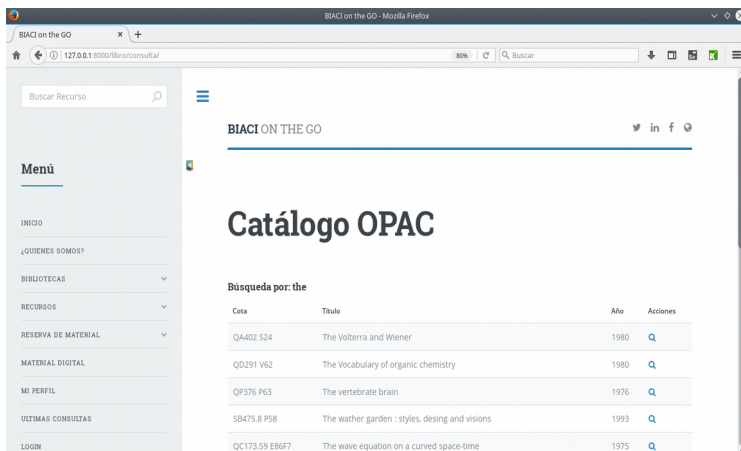 BIACI on the GO - Mozilla Firefox
BIACI on the GO
127.0.0.1:8000/libro/consulta/
80%
Buscar
Buscar Recurso
BIACI ON THE GO
Menú
INICIO
¿QUIENES SOMOS?
BIBLIOTECAS
RECURSOS
RESERVA DE MATERIAL
MATERIAL DIGITAL
MI PERFIL
ULTIMAS CONSULTAS
LOGIN
Catálogo OPAC
Búsqueda por: the
Cota Título Año Acciones
QA402 S24 The Volterra and Wiener 1980
QD291 V62 The Vocabulary of organic chemistry 1980
QP376 P63 The vertebrate brain 1976
SB475.8 P58 The wather garden : styles, desing and visions 1993
QC173.59 E86F7 The wave equation on a curved space-time 1975